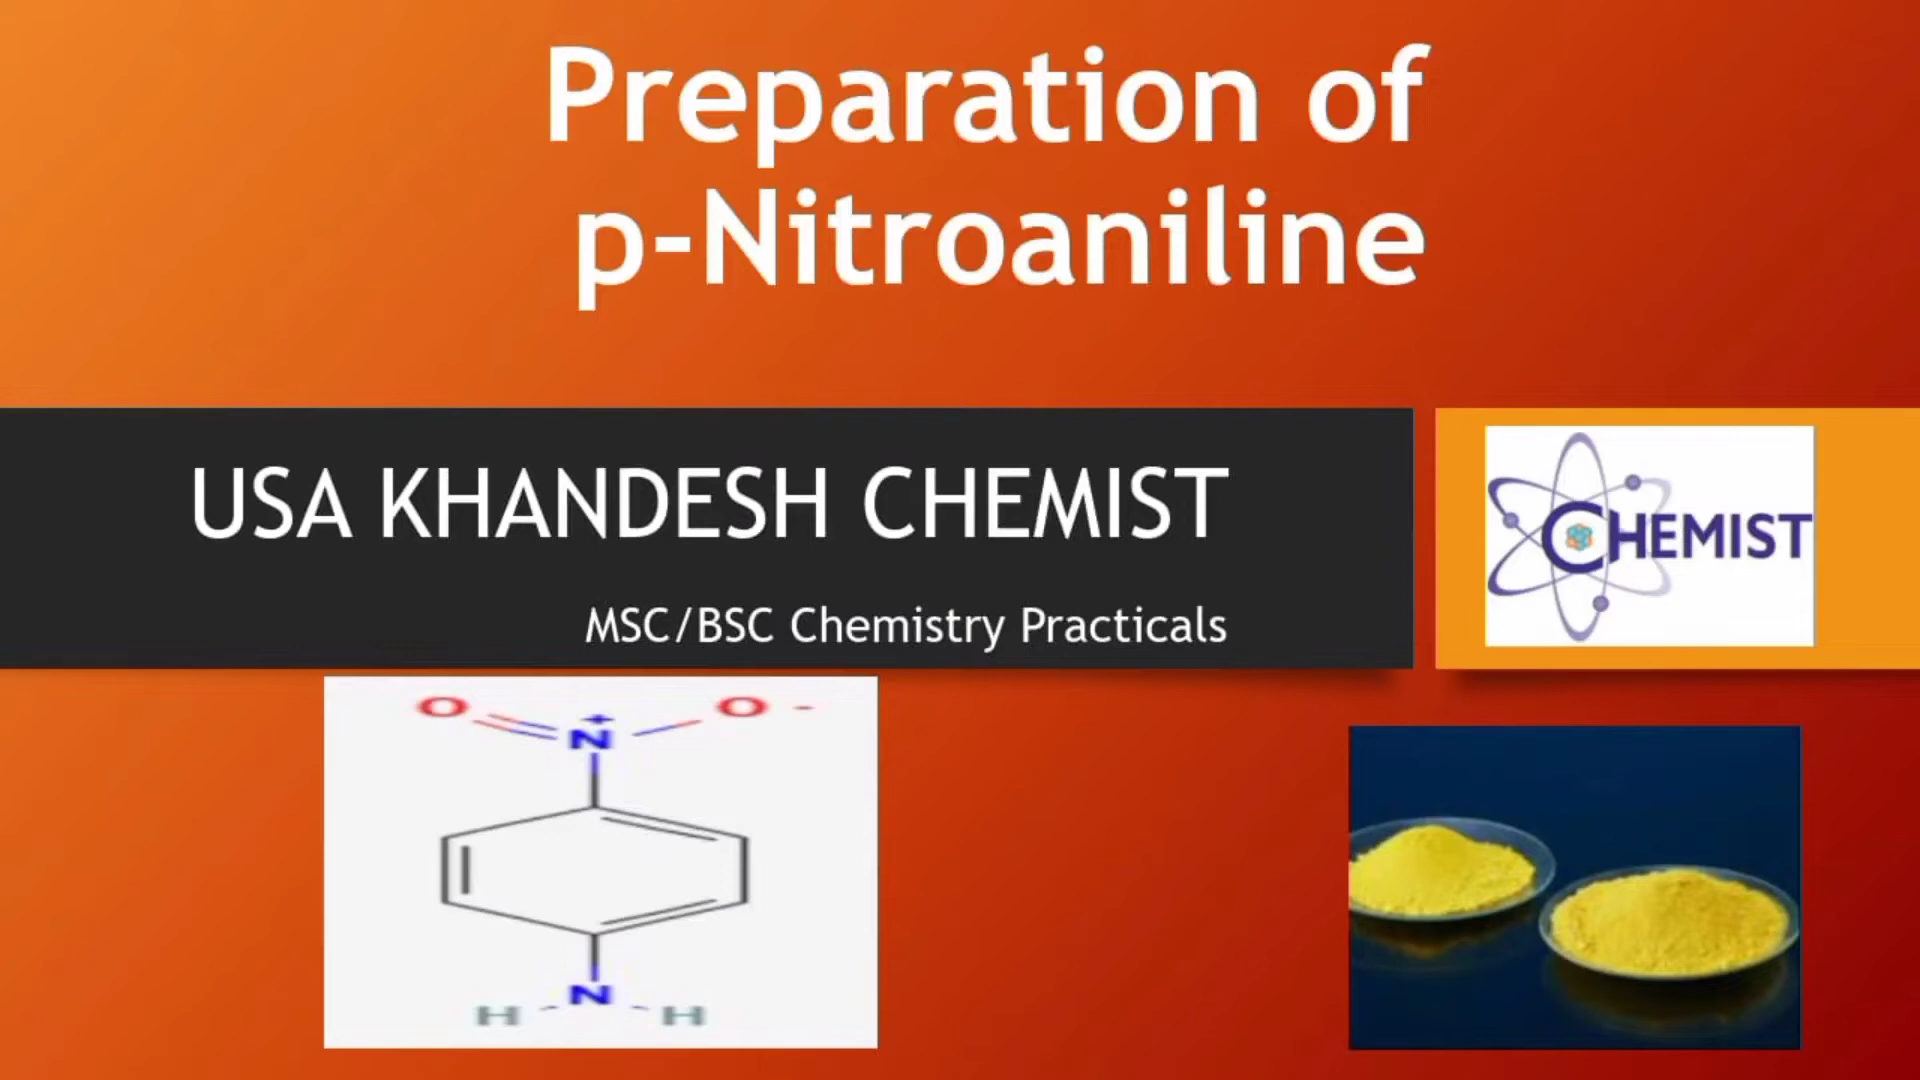 Preparation of
p-Nitroaniline
USA KHANDESH CHEMIST
CHEMIST
MSC/BSC Chemistry Practicals
O
N
+
O
-
N
H
H